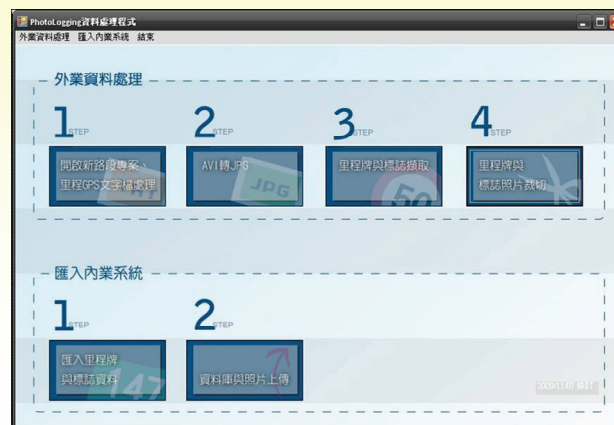 PhotoLogging資料處理程式
外業資料處理 匯入內業系統 結束
外業資料處理
1 STEP
2 STEP
3 STEP
4 STEP
開啟新路段專案、
里程GPS文字檔處理
AVI轉JPG
JPG
里程牌與標誌擷取
50
里程牌與
標誌照片裁切
匯入內業系統
1 STEP
2 STEP
匯入里程牌
與標誌資料
147
資料庫與照片上傳